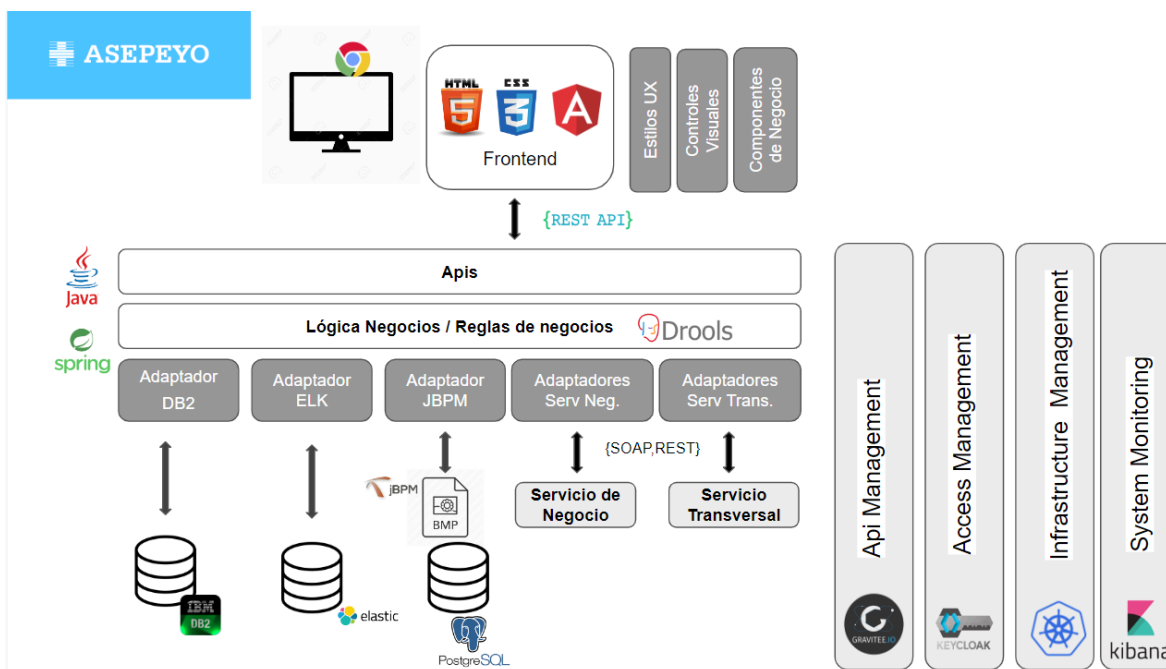 ASEPEYO
HTML
5
CSS
3
A
Frontend
Estilos UX
Controles
Visuales
Componentes
de Negocio
{REST API}
Java
Apis
spring
Lógica Negocios / Reglas de negocios
Drools
Adaptador
DB2
Adaptador
ELK
Adaptador
JBPM
Adaptadores
Serv Neg.
Adaptadores
Serv Trans.
{SOAP,REST}
jBPM
BMP
Servicio de
Negocio
Servicio
Transversal
IBM
DB2
elastic
PostgreSQL
Api Management
GRAVITEE.IO
Access Management
KEYCLOAK
Infrastructure Management
System Monitoring
kibana